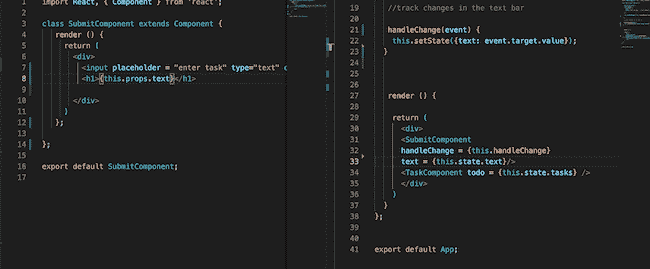 1 import React, { Component } from 'react';
2
3 class SubmitComponent extends Component {
4 render () {
5 return (
6 <div>
7 <input placeholder = "enter task" type="text"
8 <h1>{this.props.text}</h1>
9
10 </div>
11 )
12 };
13
14 };
15
16 export default SubmitComponent;
17
19 //track changes in the text bar
20
21 handleChange(event) {
22 this.setState({text: event.target.value});
23 }
24
25
26
27 render () {
28
29 return (
30 <div>
31 <SubmitComponent
32 handleChange = {this.handleChange}
33 text = {this.state.text}/>
34 <TaskComponent todo = {this.state.tasks} />
35 </div>
36 )
37 }
38 };
39
40
41 export default App;